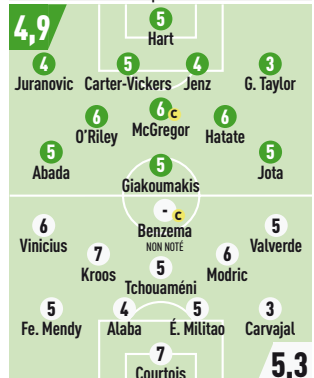 4,9
5
Hart
4 5 4 3
Juranovic Carter-Vickers Jenz G. Taylor
6 6 C 6
O'Riley McGregor Hatate
5 5 5
Abada Giakoumakis Jota
- C
Benzema
NON NOTÉ
6 5
Vinicius Valverde
7 5 6
Kroos Tchouaméni Modric
5 4 5 3
Fe. Mendy Alaba É. Militao Carvajal
7
Courtois
5,3